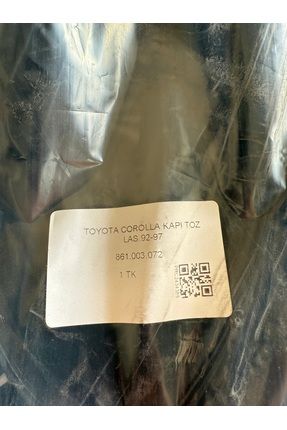 TOYOTA COROLLA KAPI TOZ
LAS.92-97
861.003.072
1 TK